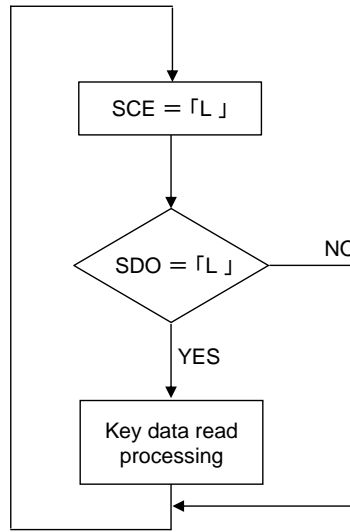 SCE ＝ ｢L ｣
SDO ＝ ｢L ｣
NO
YES
Key data read
processing